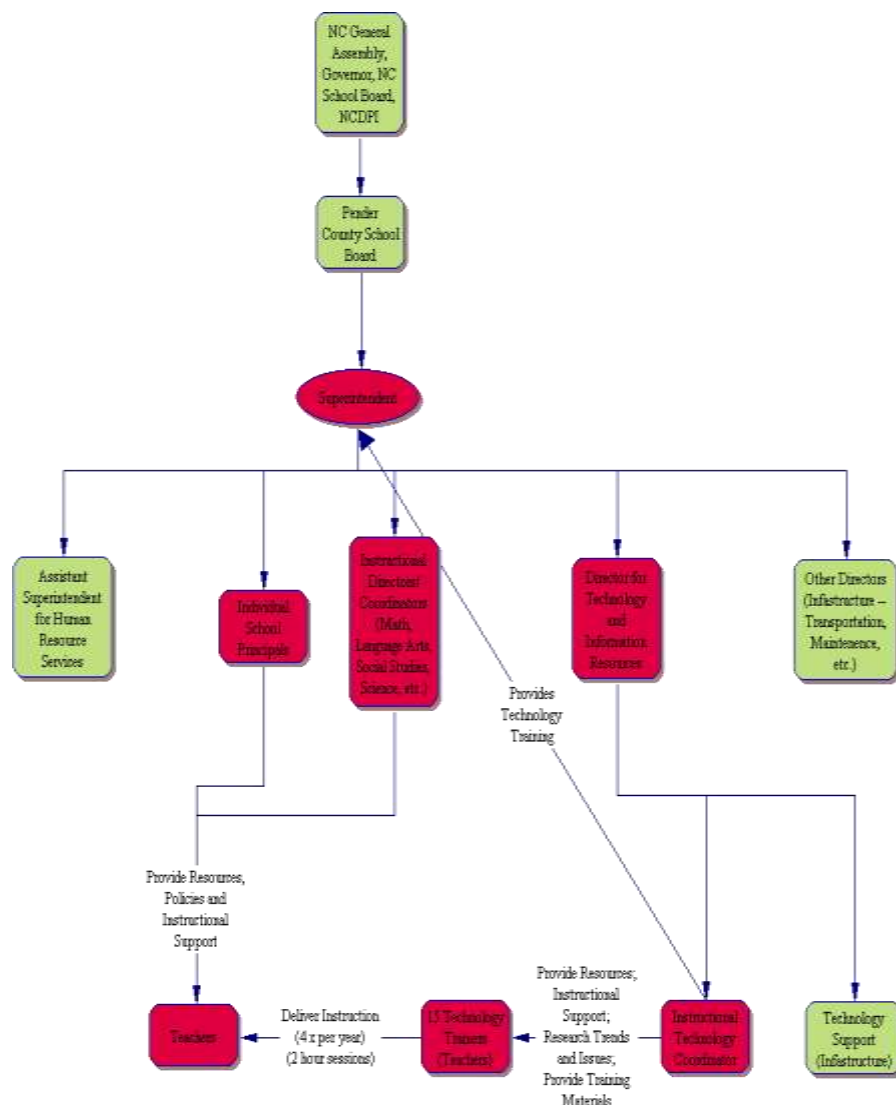 NC General
Assembly,
Governor, NC
School Board,
NCDPI
Pender
County School
Board
Superintendent
Assistant
Superintendent
for Human
Resource
Services
Individual
School
Principals
Instructional
Directors/
Coordinators
(Math,
Language Arts,
Social Studies,
Science, etc.)
Director for
Technology
and
Information
Resources
Other Directors
(Infastructure –
Transportation,
Maintenence,
etc.)
Provides
Technology
Training
Provide Resources,
Policies and
Instructional
Support
Teachers
Deliver Instruction
(4 x per year)
(2 hour sessions)
15 Technology
Trainers
(Teachers)
Provide Resources;
Instructional
Support;
Research Trends
and Issues;
Provide Training
Materials
Instructional
Technology
Coordinator
Technology
Support
(Infastructure)